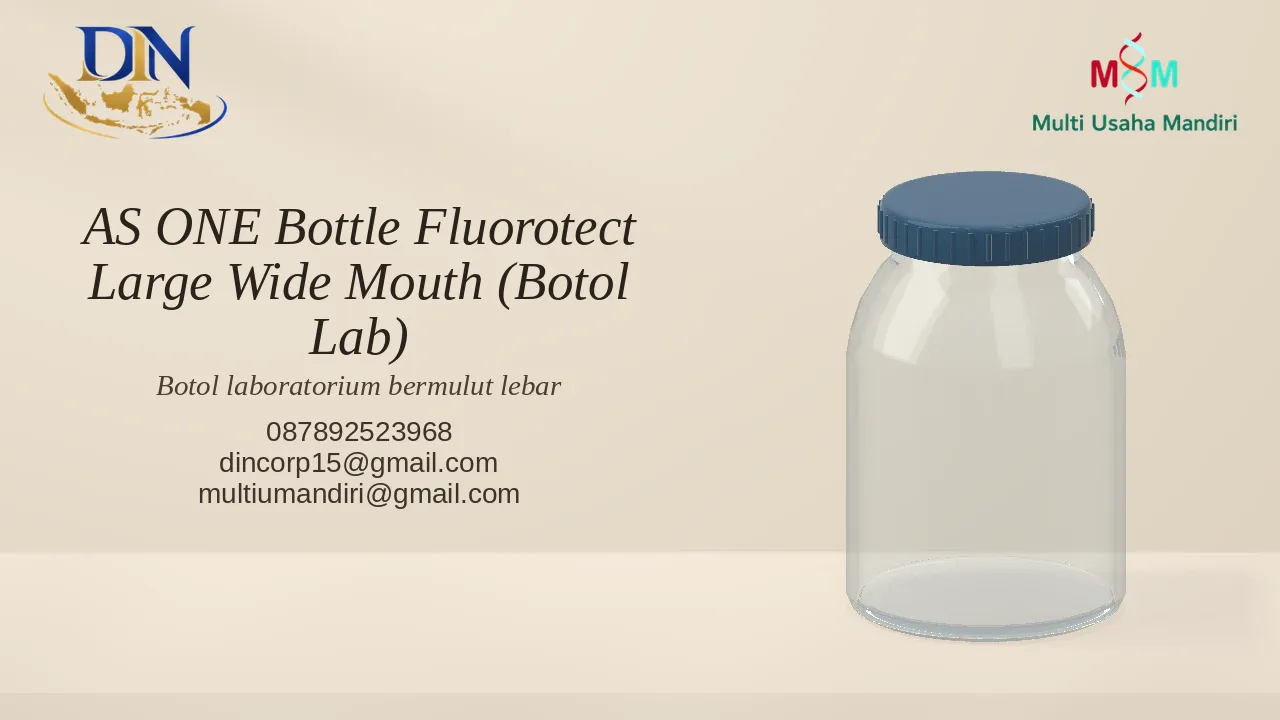 DN
MSM
Multi Usaha Mandiri
AS ONE Bottle Fluorotect
Large Wide Mouth (Botol
Lab)
Botol laboratorium bermulut lebar
087892523968
dincorp15@gmail.com
multiumandiri@gmail.com